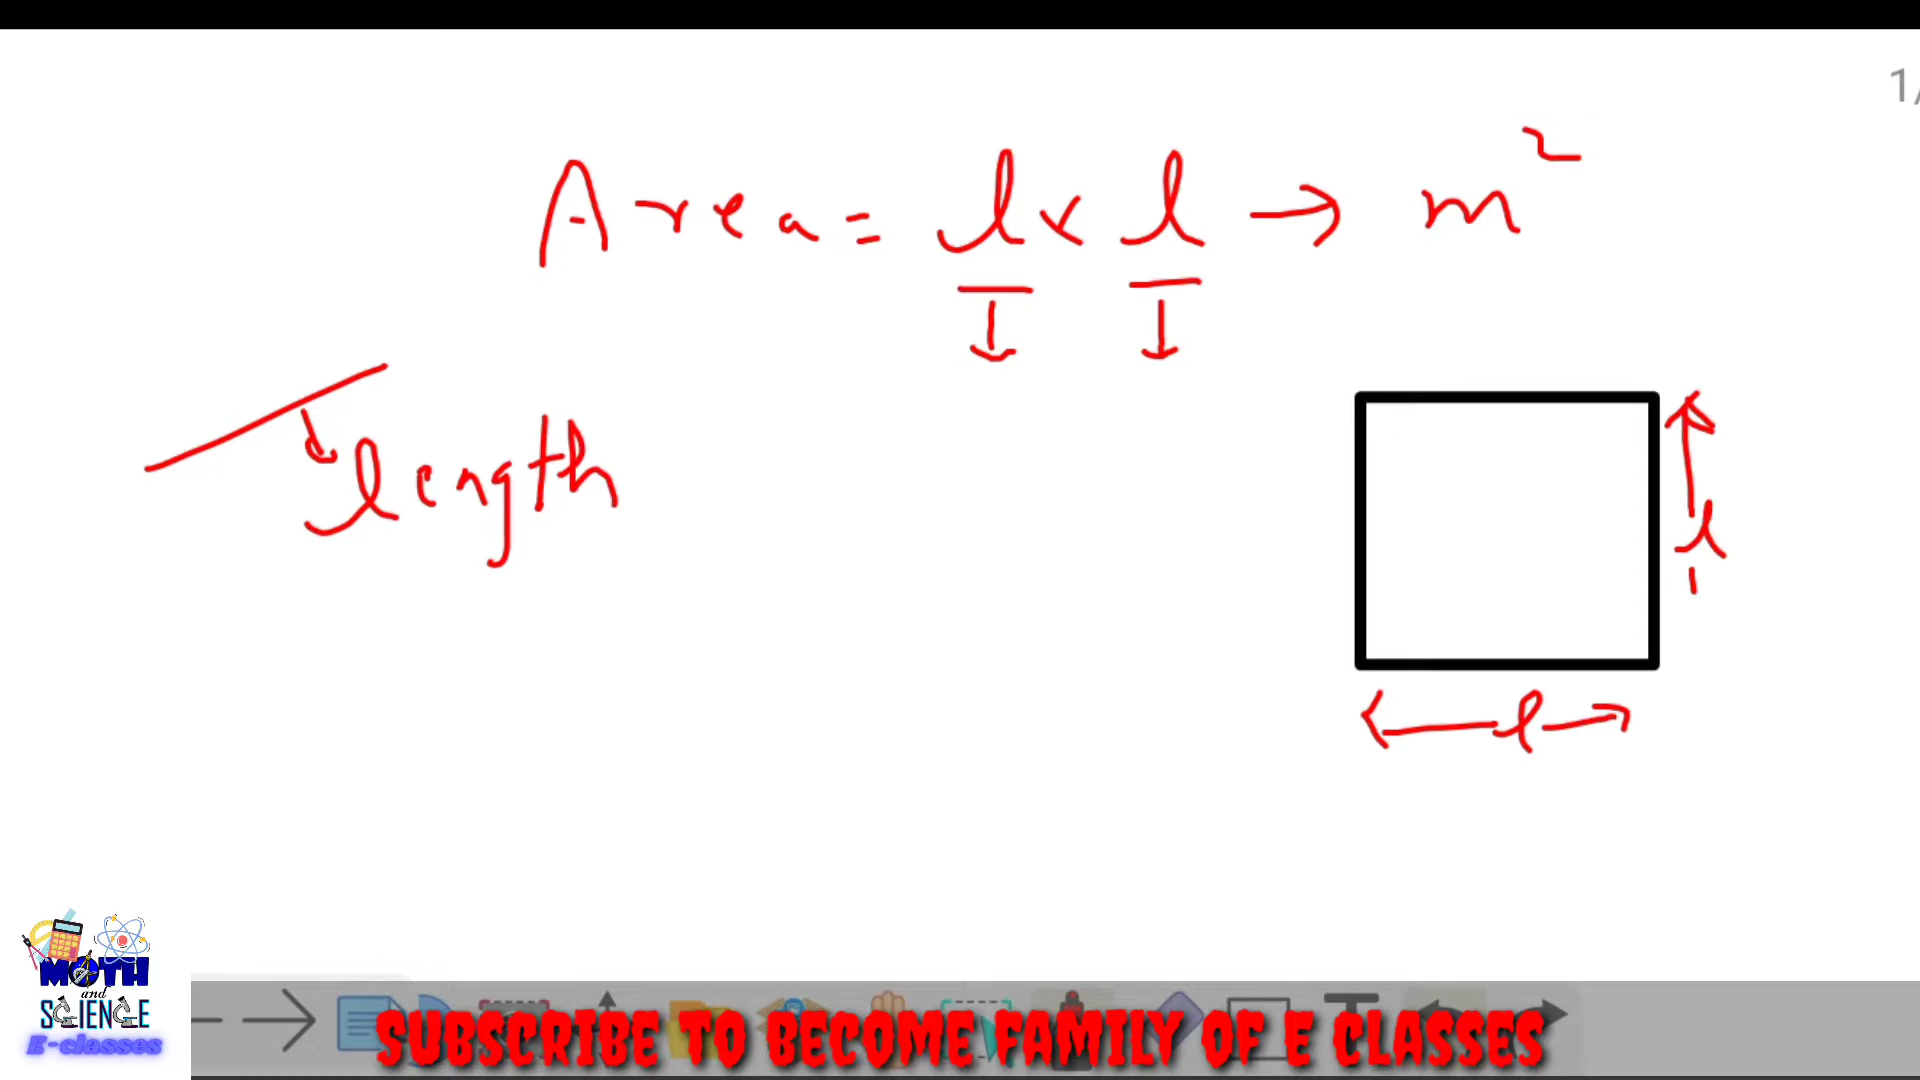 1/
Area = l × l → m²
length
l
l
MATH
and
SCIENCE
E-classes
SUBSCRIBE TO BECOME FAMILY OF E CLASSES